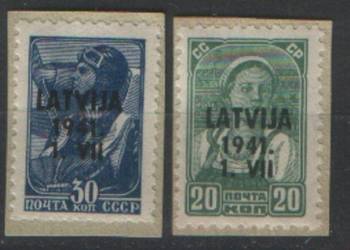 LATVIJA
1941.
1. VII
30
ПОЧТА КОП СССР
СС СР
LATVIJA
1941.
1. VII
20 ПОЧТА 20
КОП